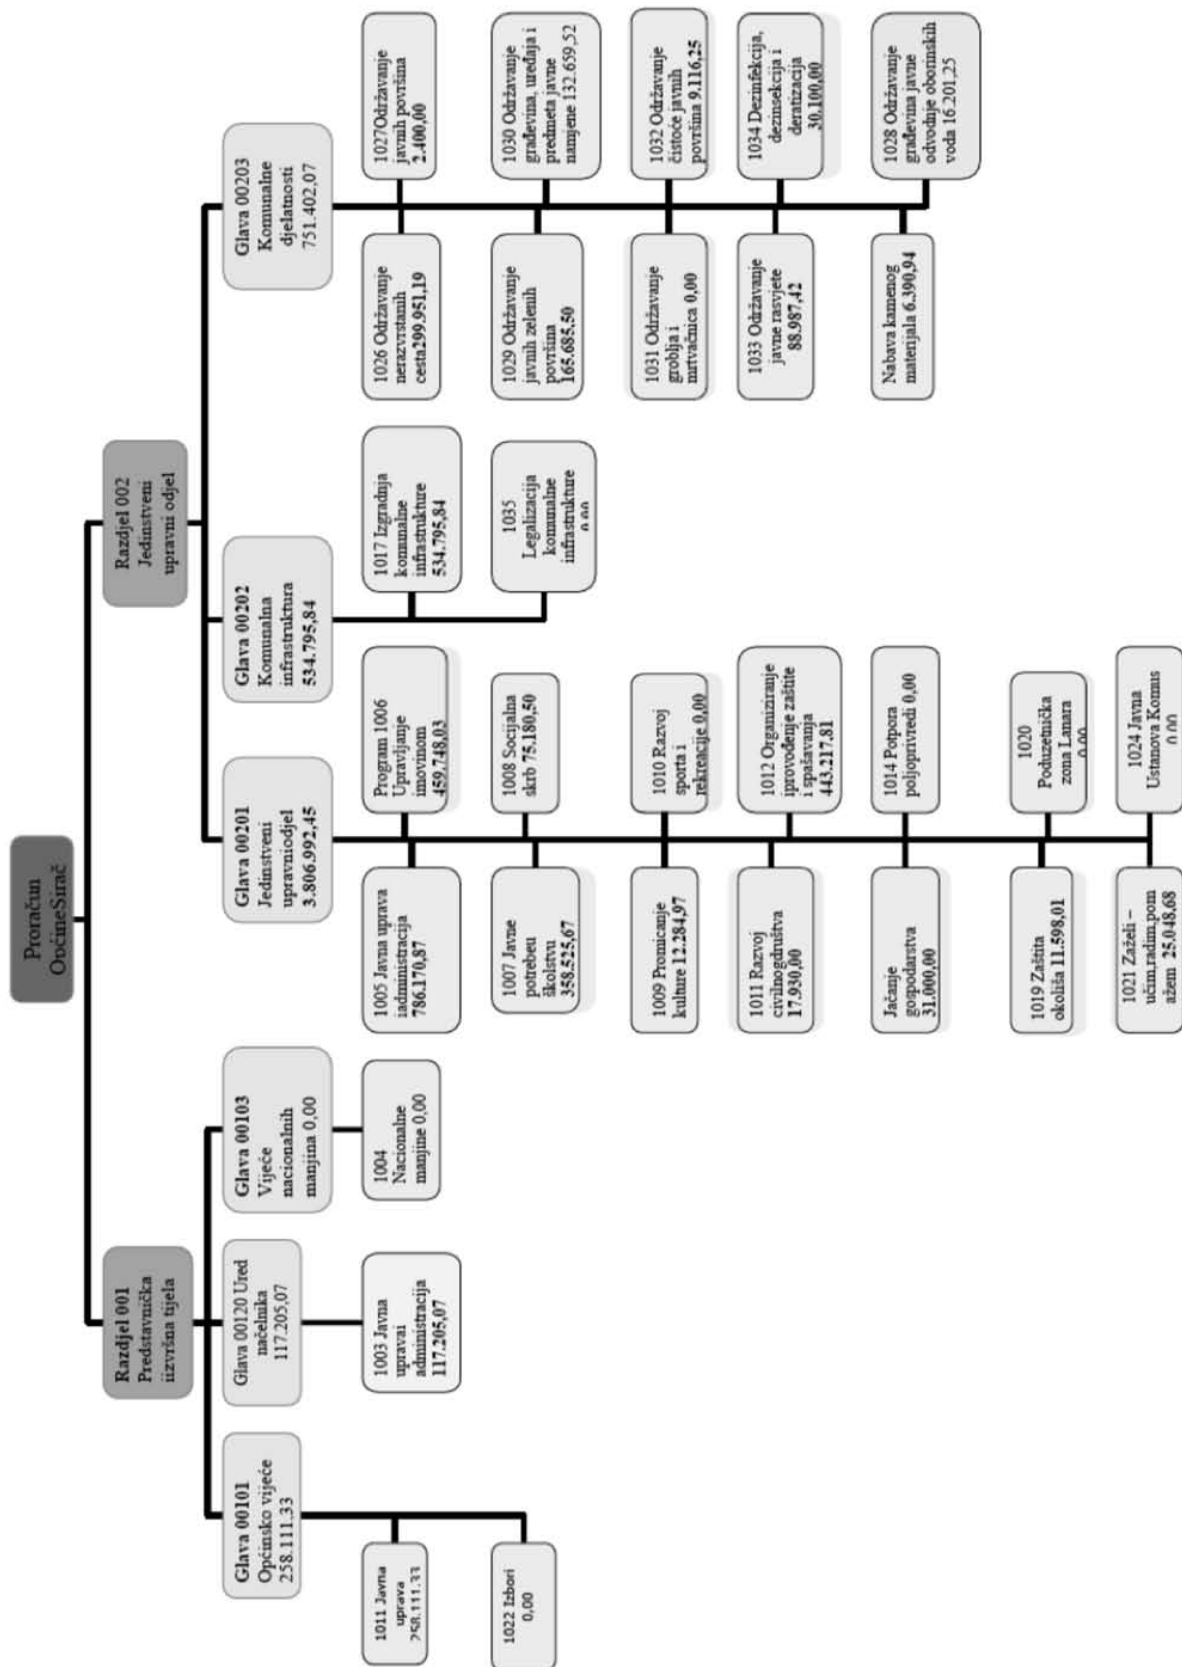 Proračun
OpćineSirač
Razdjel 001
Predstavnička
iizvršna tijela
Razdjel 002
Jedinstveni
upravni odjel
Glava 00101
Općinsko vijeće
258.111.33
Glava 00120 Ured
načelnika
117.205,07
Glava 00103
Vijeće
nacionalnih
manjina 0,00
Glava 00201
Jedinstveni
upravniodjel
3.806.992,45
Glava 00202
Komunalna
infrastruktura
534.795,84
Glava 00203
Komunalne
djelatnosti
751.402,07
1011 Javna
uprava
258.111.33
1022 Izbori
0,00
1003 Javna
upravai
administracija
117.205,07
1004
Nacionalne
manjine 0,00
1005 Javna uprava
iadministracija
786.170,87
Program 1006
Upravljanje
imovinom
459.748,03
1007 Javne
potrebeu
školstvu
358.525,67
1008 Socijalna
skrb 75.180,50
1009 Promicanje
kulture 12.284,97
1010 Razvoj
sporta i
rekreacije 0,00
1011 Razvoj
civilnogdruštva
17.930,00
1012 Organiziranje
iprovođenje zaštite
i spašavanja
443.217.81
Jačanje
gospodarstva
31.000,00
1014 Potpora
poljoprivredi 0,00
1019 Zaštita
okoliša 11.598,01
1020
Poduzetnička
zona Lanara
0,00
1021 Zaželi –
učim,radim,pom
ažem 25.048,68
1024 Javna
Ustanova Komus
0,00
1017 Izgradnja
komunalne
infrastrukture
534.795,84
1035
Legalizacija
komunalne
infrastrukture
0,00
1026 Održavanje
nerazvrstanih
cesta299.951,19
1027Održavanje
javnih površina
2.400,00
1029 Održavanje
javnih zelenih
površina
165.685,50
1030 Održavanje
građevina, uređaja i
predmeta javne
namjene 132.659,52
1031 Održavanje
groblja i
mrtvačnica 0,00
1032 Održavanje
čistoće javnih
površina 9.116,25
1033 Održavanje
javne rasvjete
88.987,42
1034 Dezinfekcija,
dezinsekcija i
deratizacija
30.100,00
Nabava kamenog
materijala 6.390,94
1028 Održavanje
građevina javne
odvodnje oborinskih
voda 16.201,25